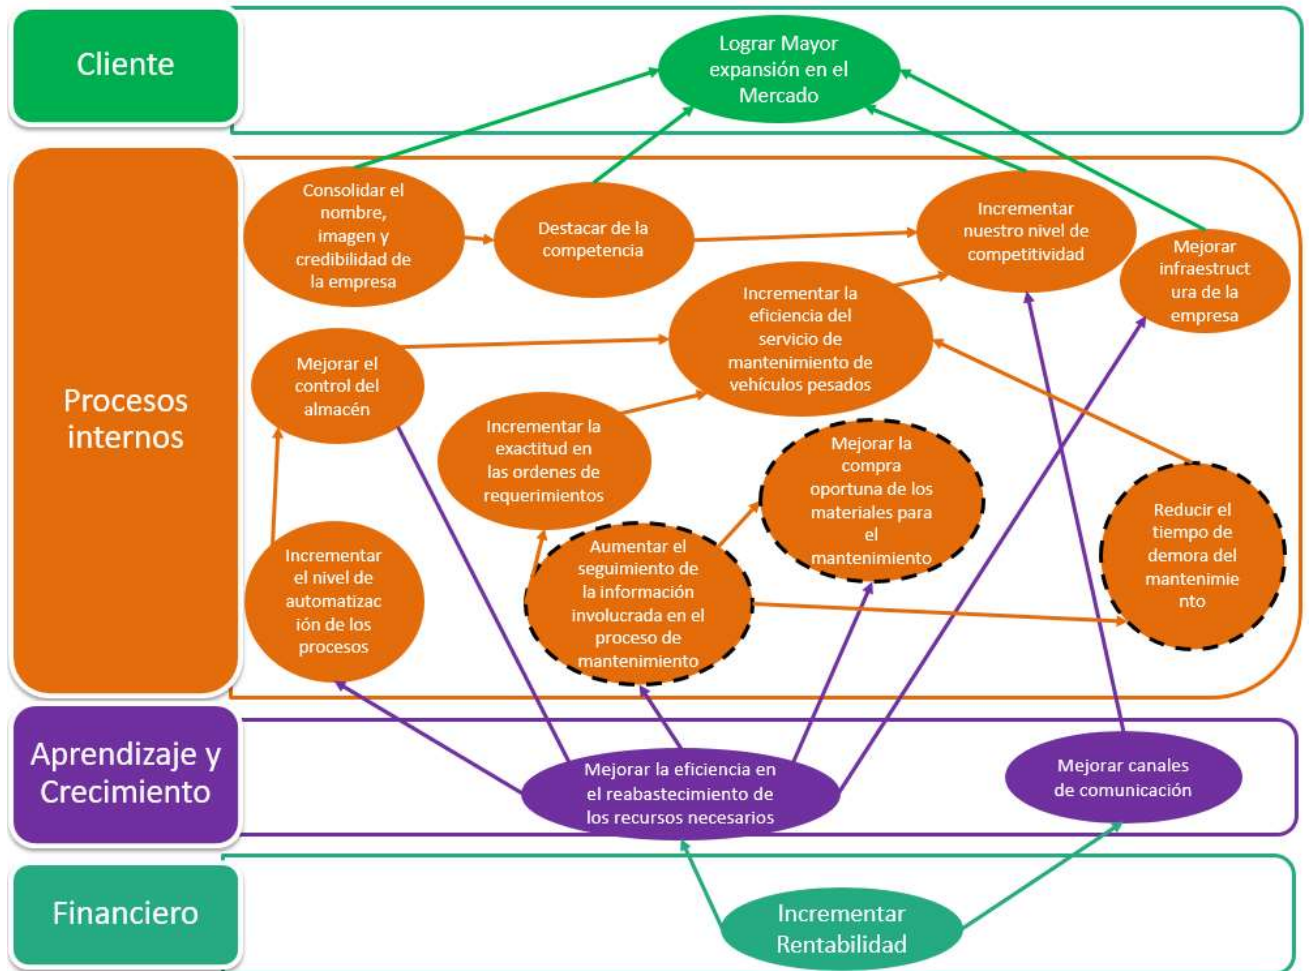 Cliente
Lograr Mayor
expansión en el
Mercado
Procesos
internos
Consolidar el
nombre,
imagen y
credibilidad de
la empresa
Destacar de la
competencia
Incrementar
nuestro nivel de
competitividad
Mejorar
infraestruct
ura de la
empresa
Incrementar la
eficiencia del
servicio de
mantenimiento de
vehículos pesados
Mejorar el
control del
almacén
Incrementar la
exactitud en
las ordenes de
requerimientos
Mejorar la
compra
oportuna de los
materiales para
el
mantenimiento
Reducir el
tiempo de
demora del
mantenimie
nto
Incrementar
el nivel de
automatizac
ión de los
procesos
Aumentar el
seguimiento de
la información
involucrada en el
proceso de
mantenimiento
Aprendizaje y
Crecimiento
Mejorar la eficiencia en
el reabastecimiento de
los recursos necesarios
Mejorar canales
de comunicación
Financiero
Incrementar
Rentabilidad